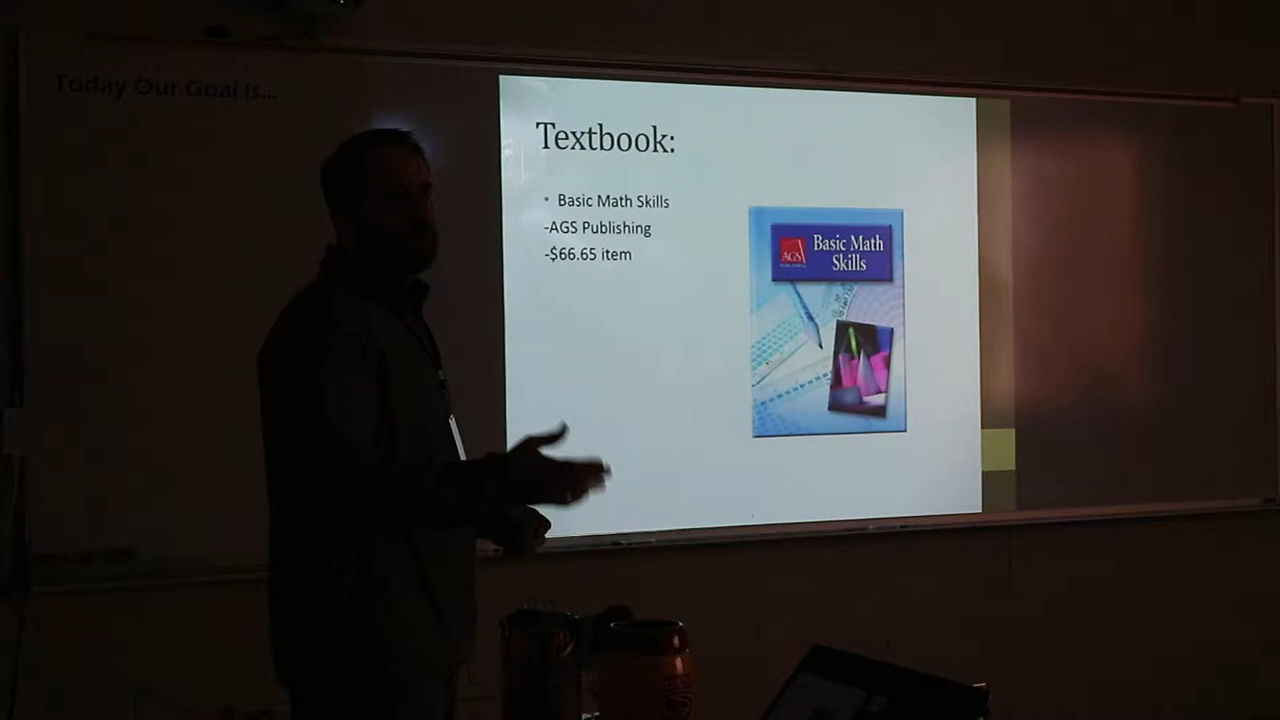 Today Our Goal is...
Textbook:
• Basic Math Skills
-AGS Publishing
-$66.65 item
AGS
Basic Math
Skills